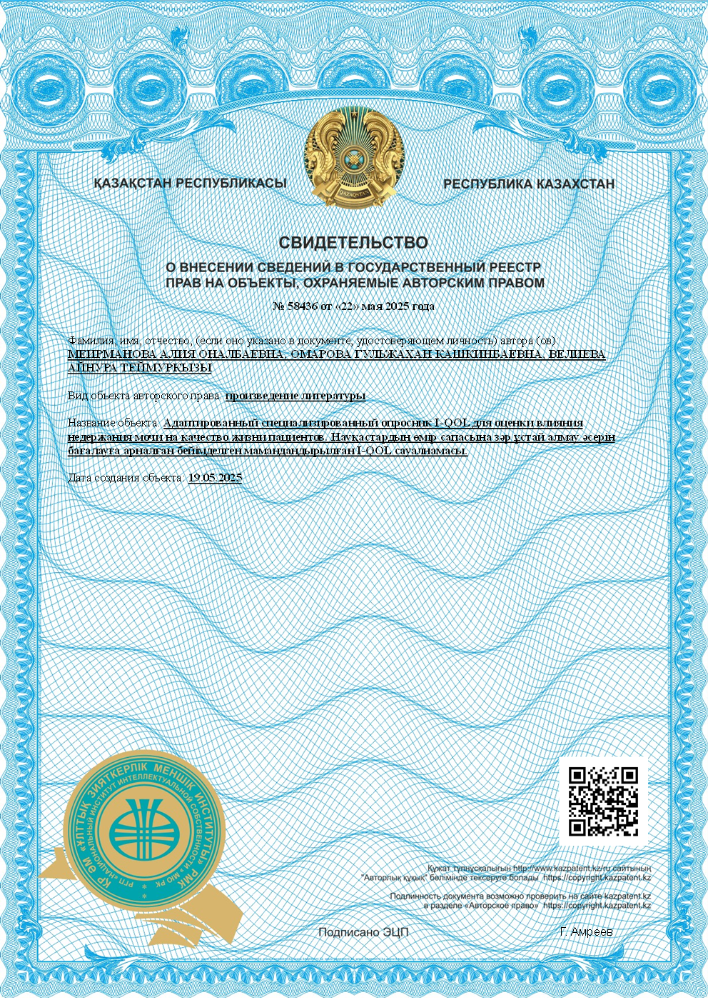 ҚАЗАҚСТАН РЕСПУБЛИКАСЫ
РЕСПУБЛИКА КАЗАХСТАН
QAZAQSTAN
СВИДЕТЕЛЬСТВО
О ВНЕСЕНИИ СВЕДЕНИЙ В ГОСУДАРСТВЕННЫЙ РЕЕСТР
ПРАВ НА ОБЪЕКТЫ, ОХРАНЯЕМЫЕ АВТОРСКИМ ПРАВОМ
№ 58436 от «22» мая 2025 года
Фамилия, имя, отчество, (если оно указано в документе, удостоверяющем личность) автора (ов):
МЕИРМАНОВА АЛИЯ ОНАЛБАЕВНА, ОМАРОВА ГУЛЬЖАХАН КАШКИНБАЕВНА, ВЕЛИЕВА
АЙНУРА ТЕЙМУРКЫЗЫ
Вид объекта авторского права: произведение литературы
Название объекта: Адаптированный специализированный опросник I-QOL для оценки влияния
недержания мочи на качество жизни пациентов. Науқастардың өмір сапасына зәр ұстай алмау әсерін
бағалауға арналған бейімделген мамандандырылған I-QOL сауалнамасы.
Дата создания объекта: 19.05.2025
ҚР ӘМ «ҰЛТТЫҚ ЗИЯТКЕРЛІК МЕНШІК ИНСТИТУТЫ» РМК
РГП «НАЦИОНАЛЬНЫЙ ИНСТИТУТ ИНТЕЛЛЕКТУАЛЬНОЙ СОБСТВЕННОСТИ» МЮ РК
Құжат түпнұсқалығын http://www.kazpatent.kz/ru сайтының
"Авторлық құқық" бөлімінде тексеруге болады https://copyright.kazpatent.kz
Подлинность документа возможно проверить на сайте kazpatent.kz
в разделе «Авторское право» https://copyright.kazpatent.kz
Подписано ЭЦП
Г. Амреев